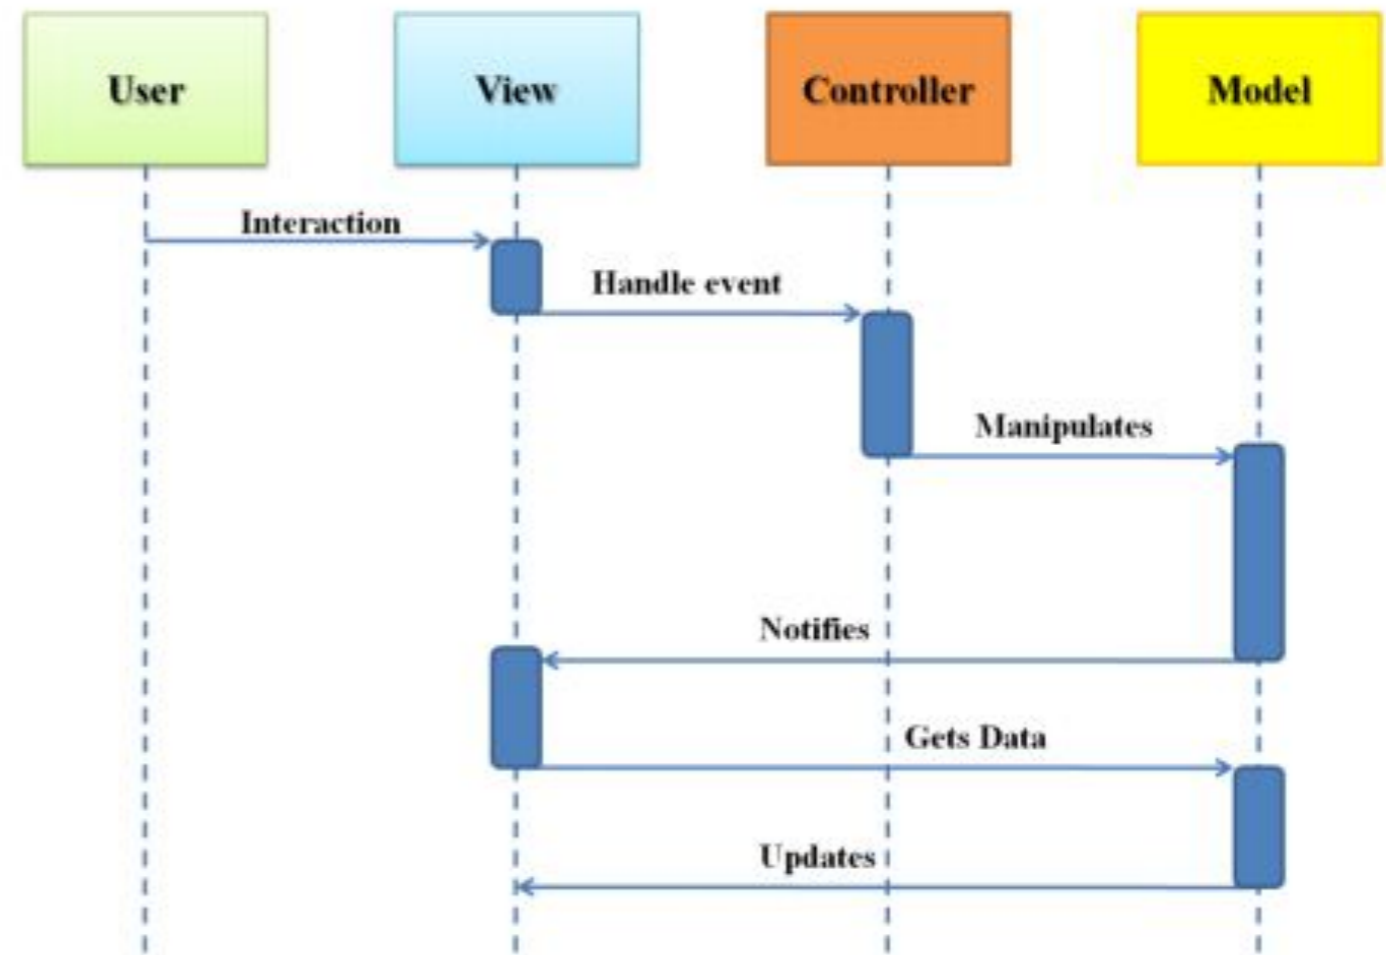 User
View
Controller
Model
Interaction
Handle event
Manipulates
Notifies
Gets Data
Updates